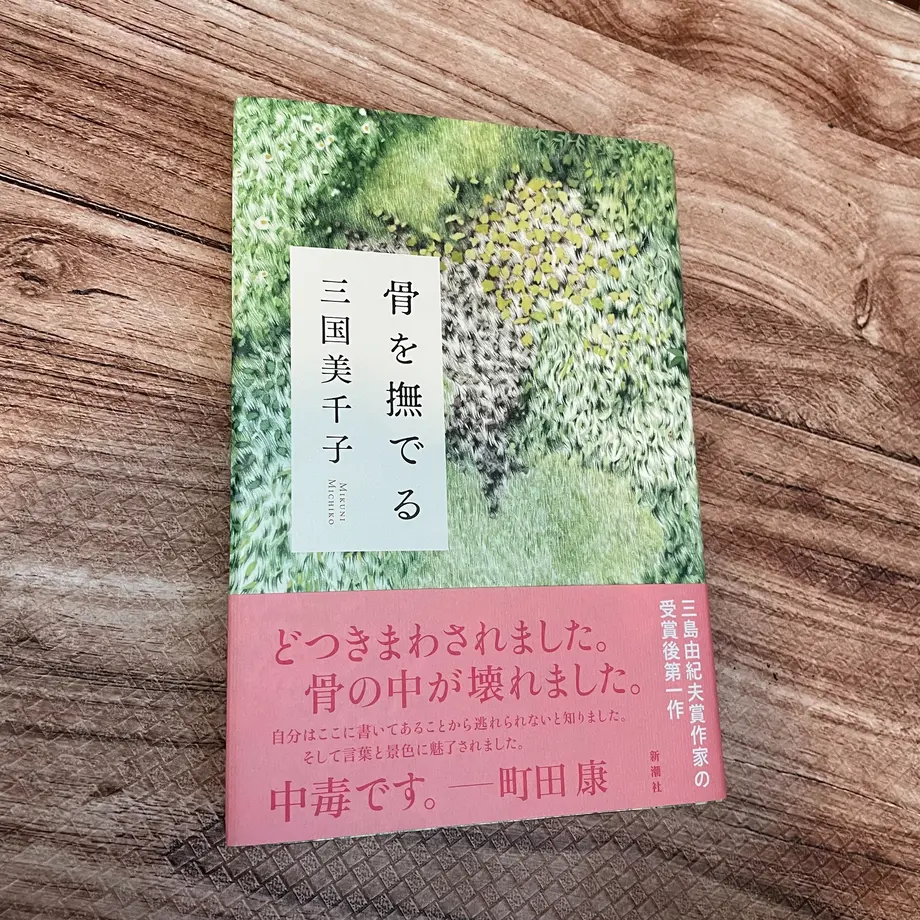 骨を撫でる
三国美千子
MIKUNI
MICHIKO
どつきまわされました。
骨の中が壊れました。
自分はここに書いてあることから逃れられないと知りました。
そして言葉と景色に魅了されました。
中毒です。──町田 康
三島由紀夫賞作家の
受賞後第一作
新潮社